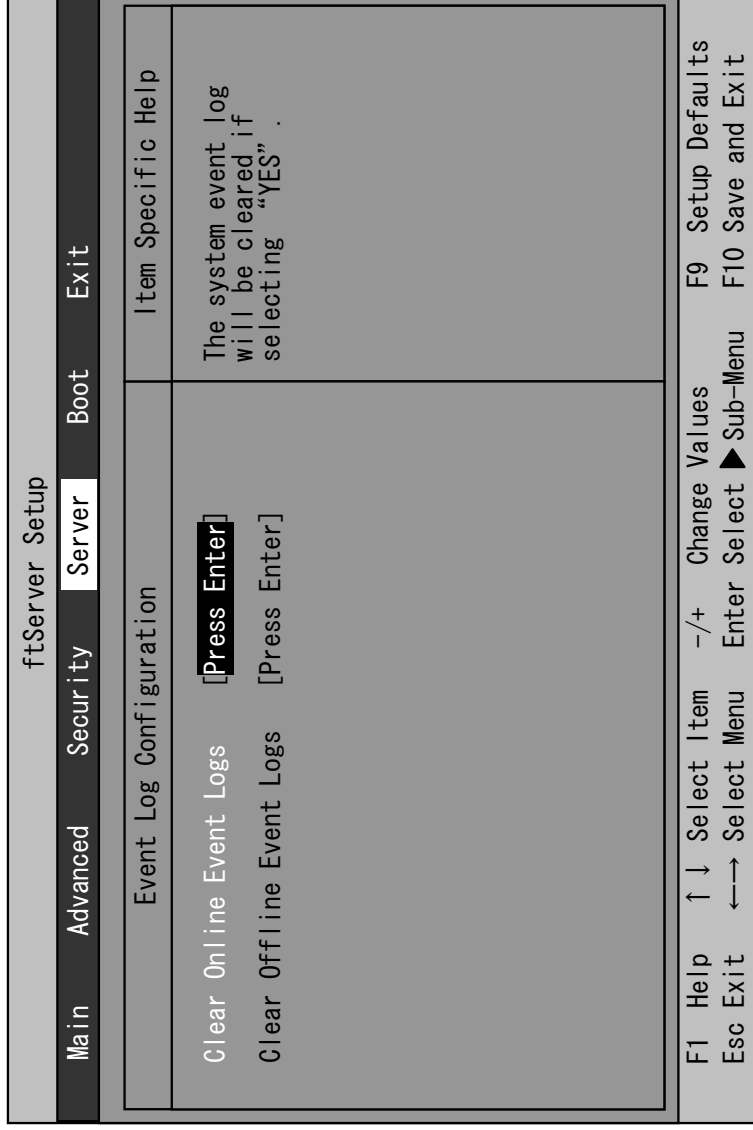 ftServer Setup
Main Advanced Security Server Boot Exit
Event Log Configuration
Item Specific Help
Clear Online Event Logs [Press Enter]
Clear Offline Event Logs [Press Enter]
The system event log
will be cleared if
selecting “YES” .
F1 Help ↑ ↓ Select Item -/+ Change Values F9 Setup Defaults
Esc Exit ←→ Select Menu Enter Select ▶ Sub-Menu F10 Save and Exit